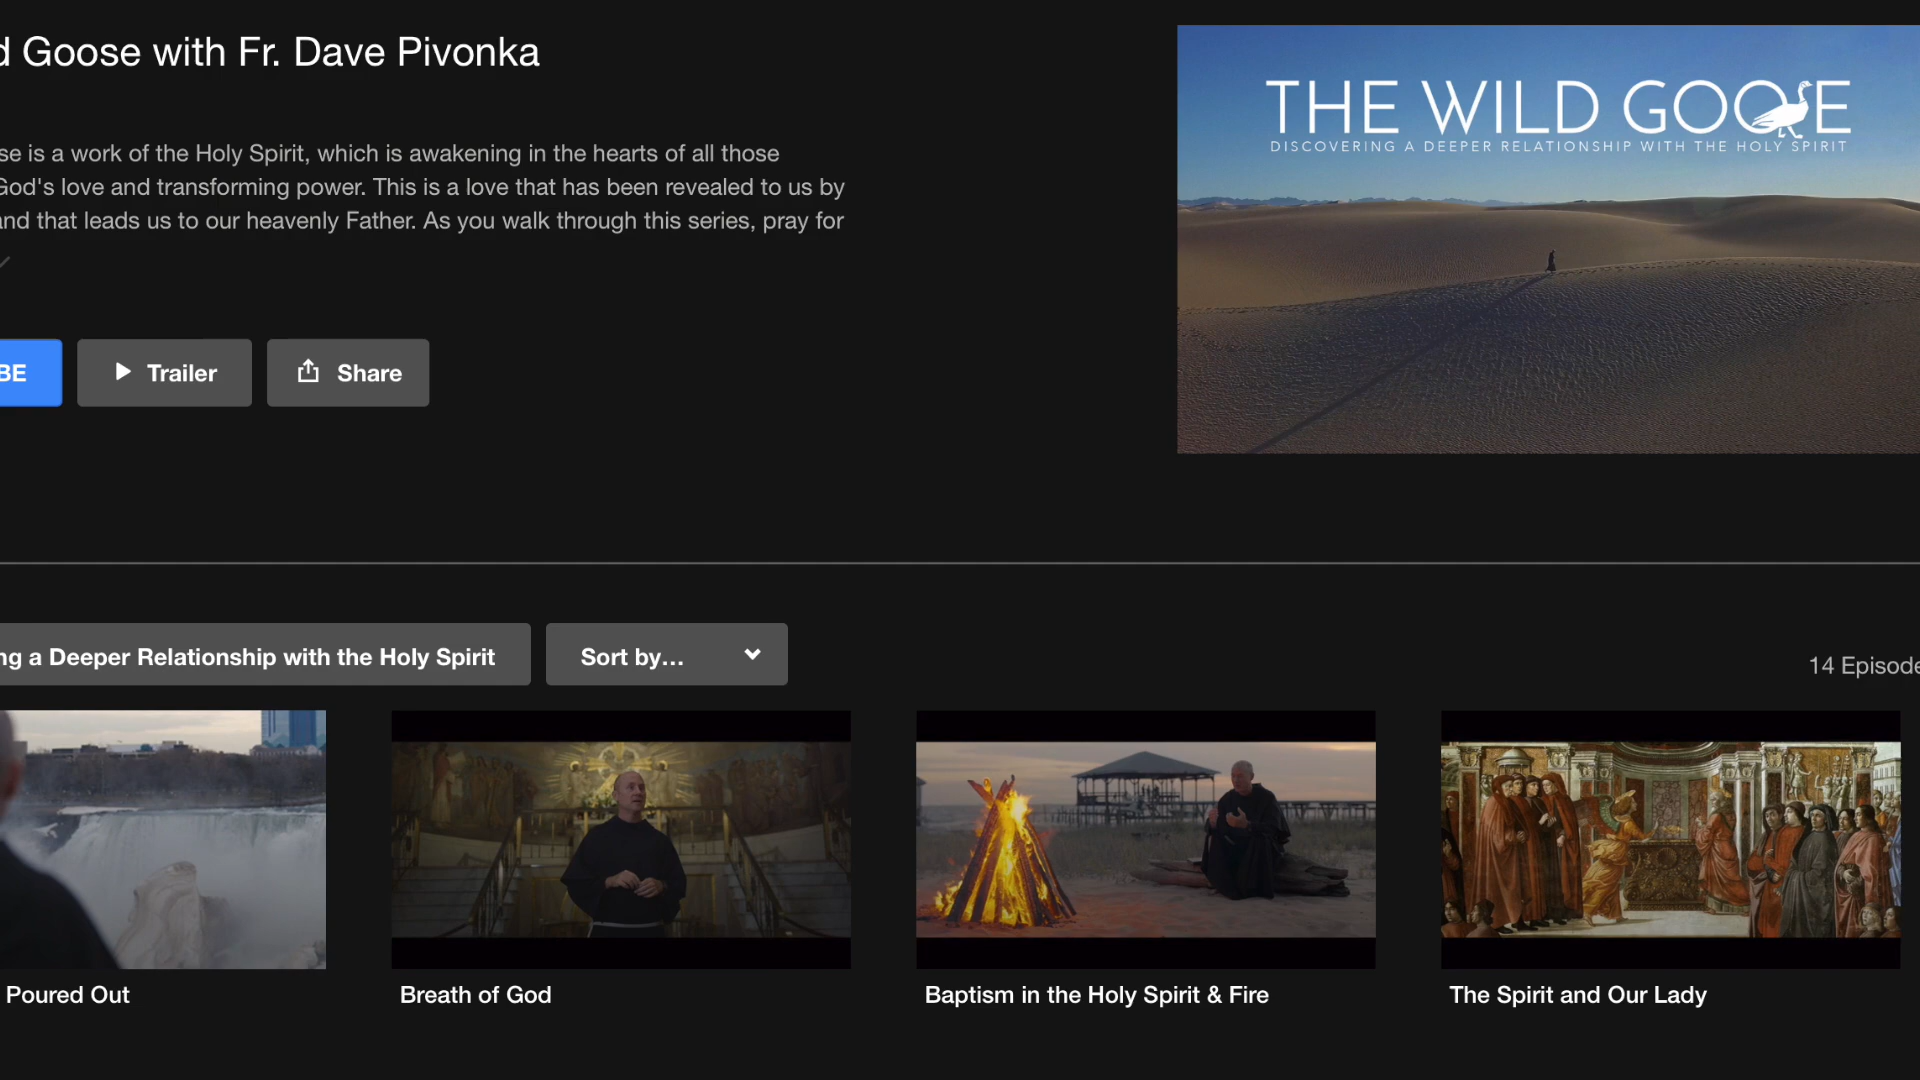 d Goose with Fr. Dave Pivonka
THE WILD GOOSE
DISCOVERING A DEEPER RELATIONSHIP WITH THE HOLY SPIRIT
se is a work of the Holy Spirit, which is awakening in the hearts of all those
God's love and transforming power. This is a love that has been revealed to us by
and that leads us to our heavenly Father. As you walk through this series, pray for
BE
Trailer
Share
ng a Deeper Relationship with the Holy Spirit
Sort by...
14 Episode
Poured Out
Breath of God
Baptism in the Holy Spirit & Fire
The Spirit and Our Lady